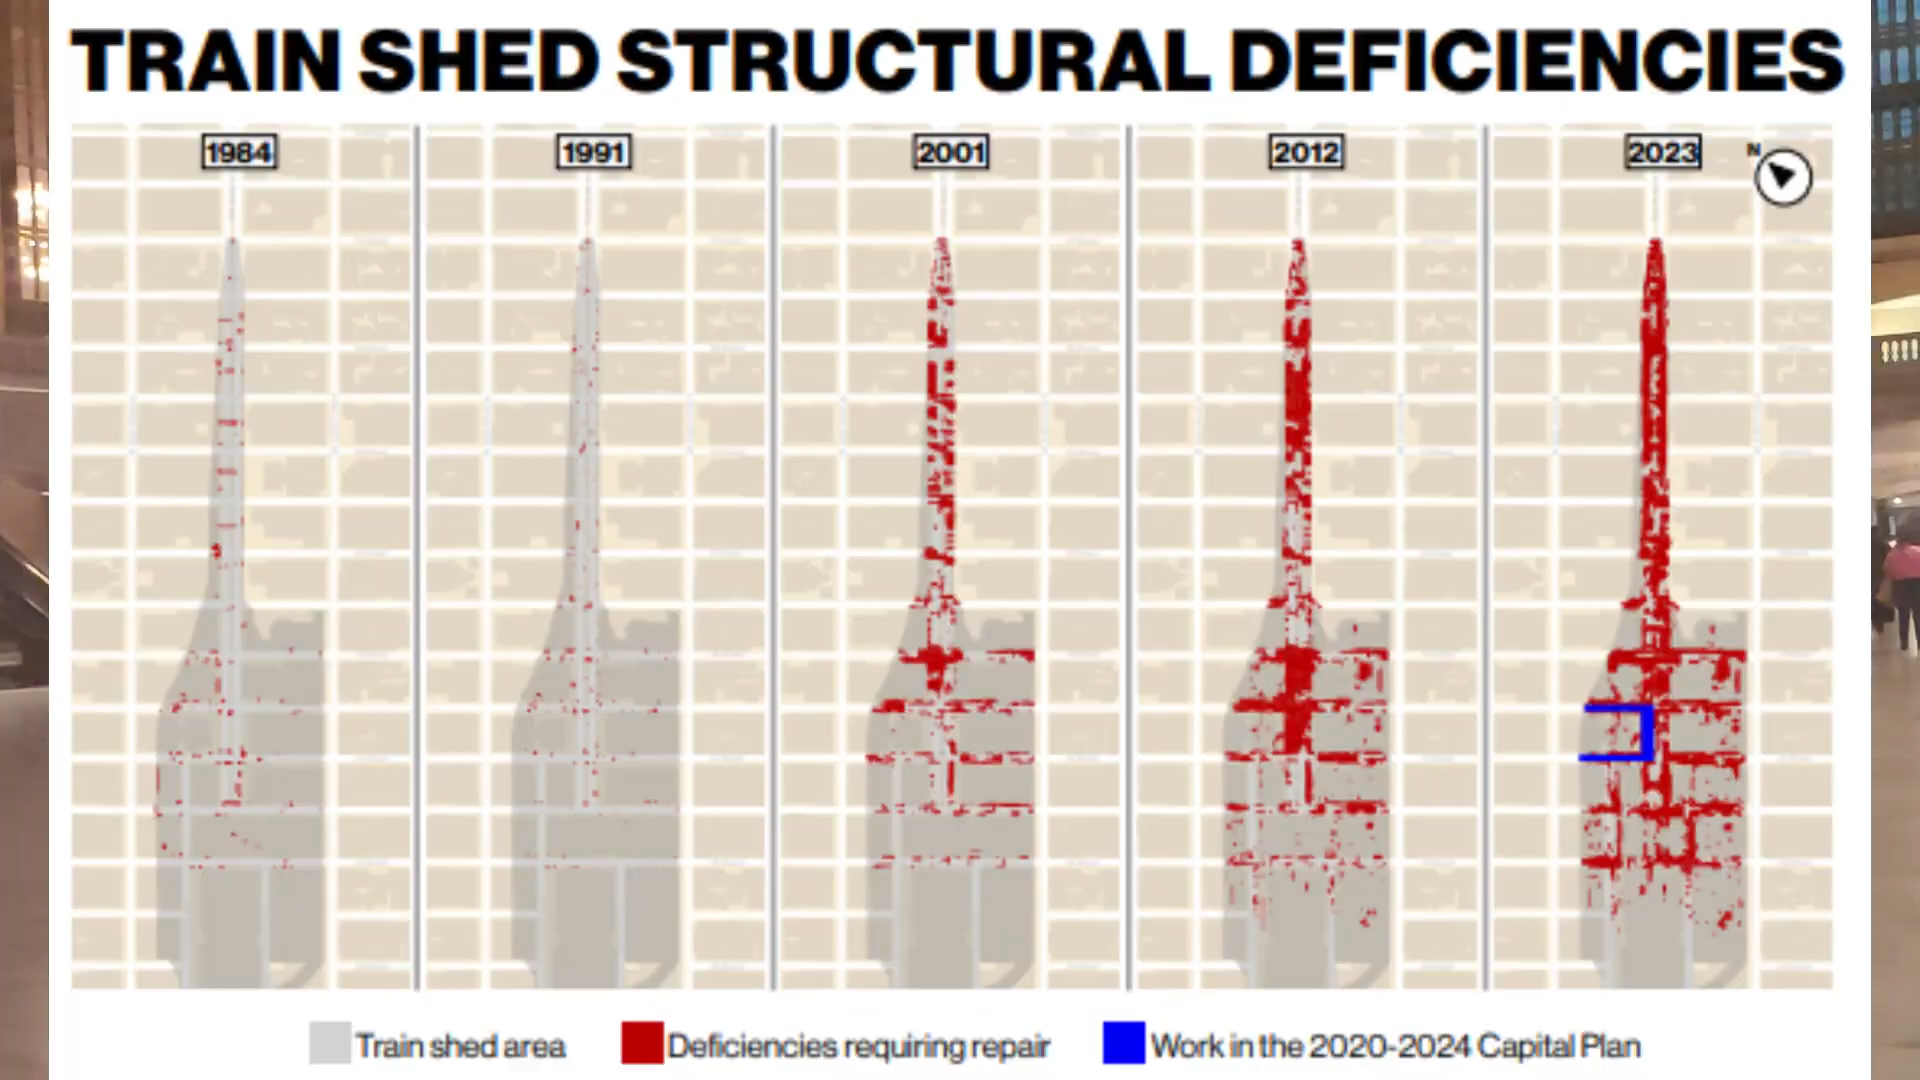 TRAIN SHED STRUCTURAL DEFICIENCIES
1984
1991
2001
2012
2023
N
Train shed area
Deficiencies requiring repair
Work in the 2020-2024 Capital Plan